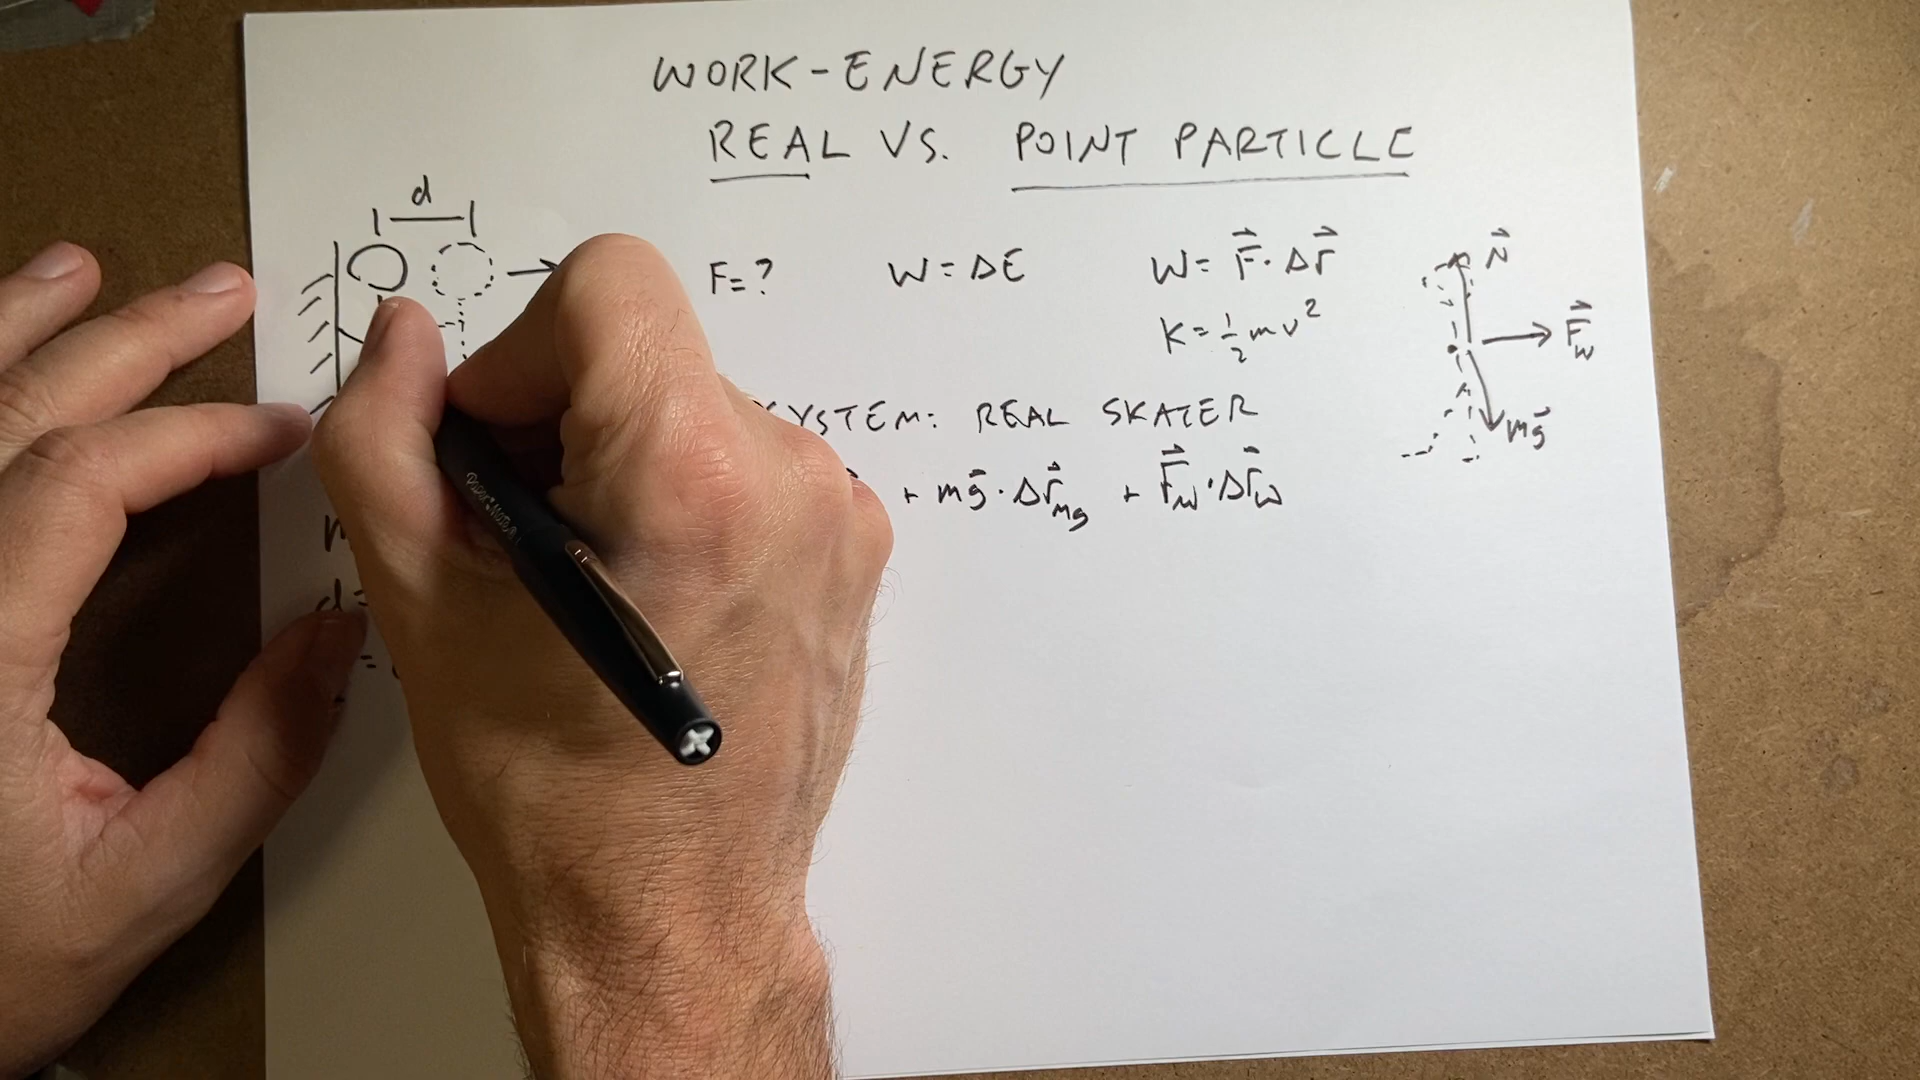 WORK-ENERGY
REAL VS. POINT PARTICLE
d
F=? W=ΔE W=F⃗·Δr⃗ N⃗
K=½mv² F⃗w
SYSTEM: REAL SKATER mg⃗
+ mg⃗·Δr⃗mg + F⃗w·Δr⃗w
d=